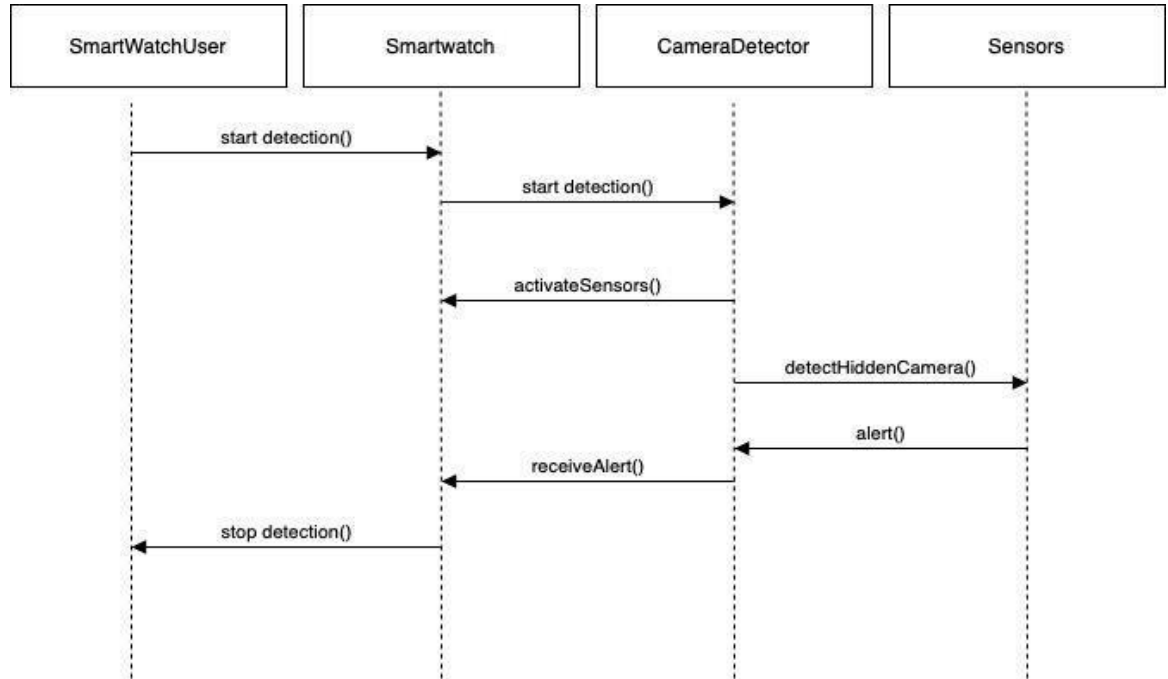 SmartWatchUser
Smartwatch
CameraDetector
Sensors
start detection()
start detection()
activateSensors()
detectHiddenCamera()
alert()
receiveAlert()
stop detection()